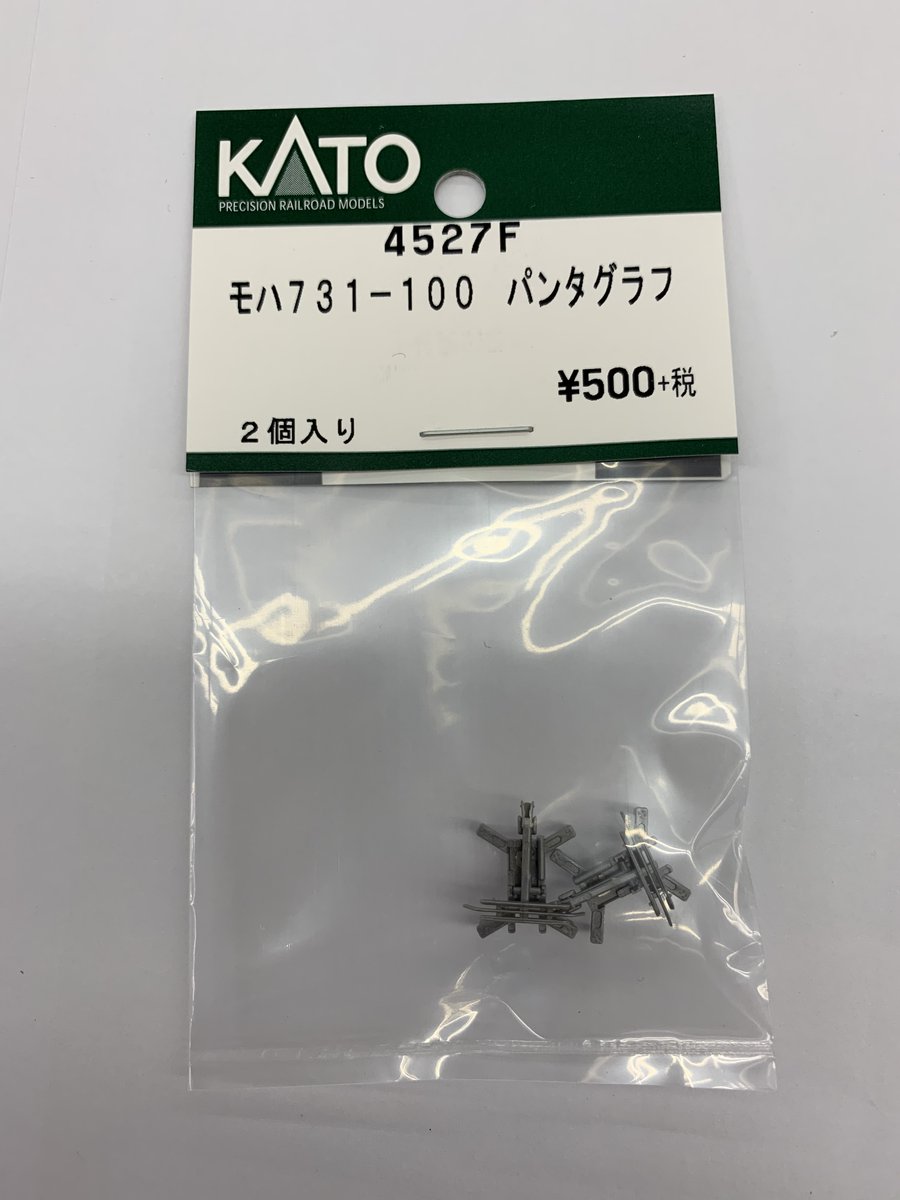 KATO
PRECISION RAILROAD MODELS
4527F
モハ731-100 パンタグラフ
¥500+税
2個入り